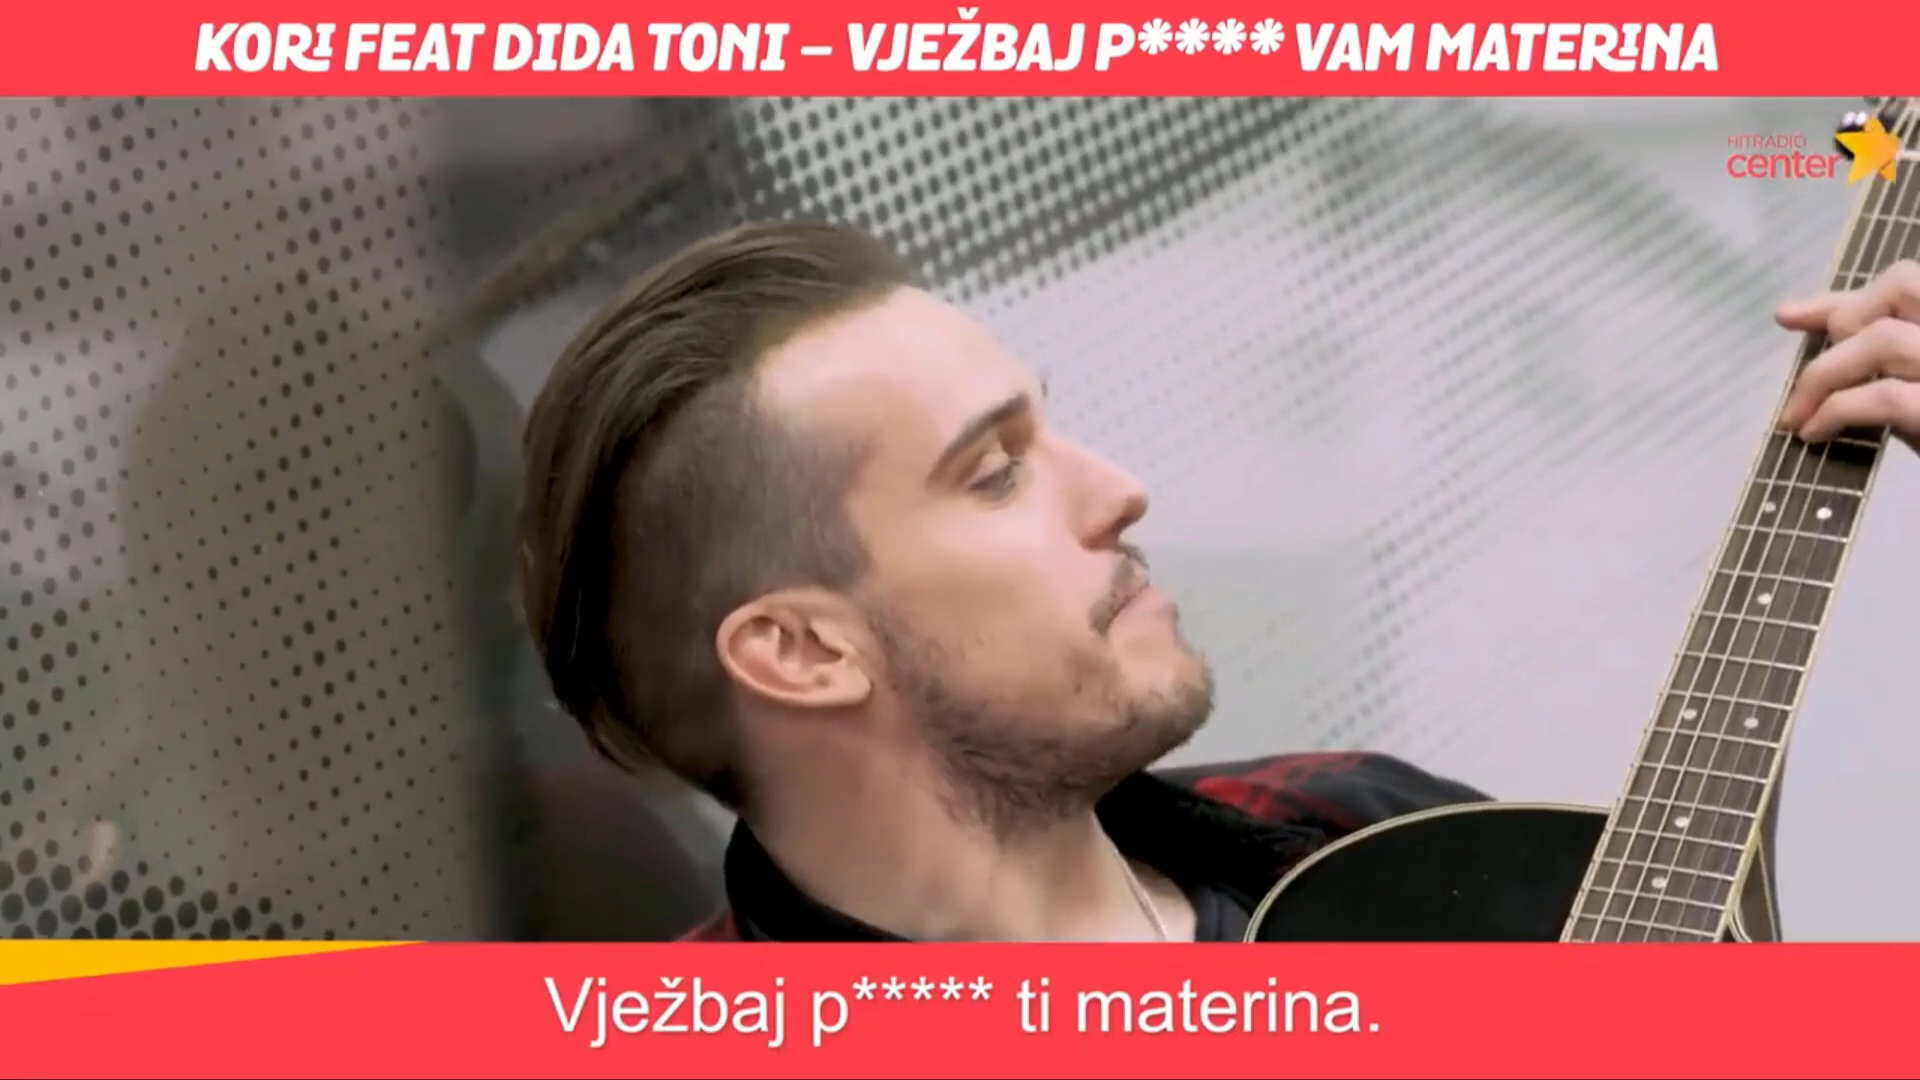 KORI FEAT DIDA TONI – VJEŽBAJ P**** VAM MATERINA
HITRADIO
center
Vježbaj p***** ti materina.